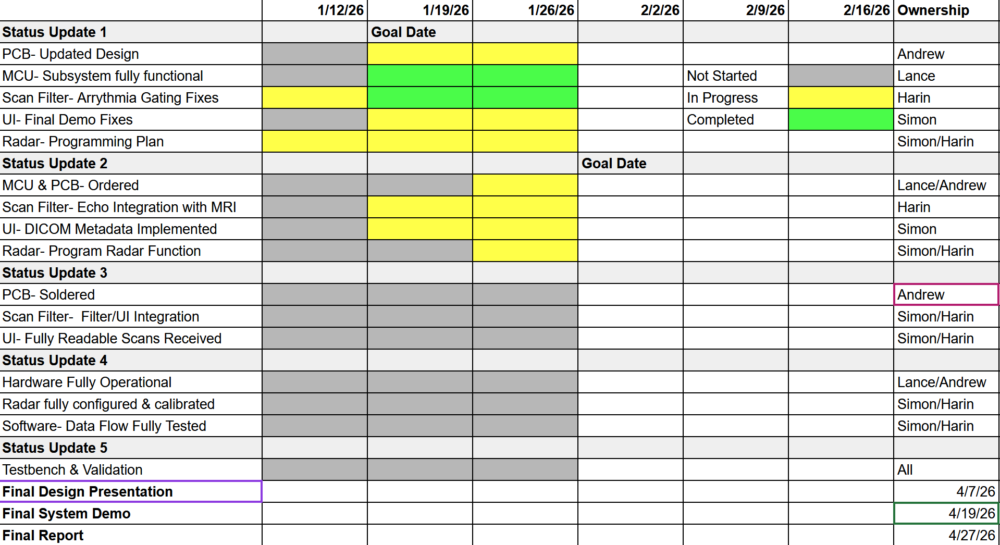 1/12/26 1/19/26 1/26/26 2/2/26 2/9/26 2/16/26 Ownership
Status Update 1 Goal Date
PCB- Updated Design Andrew
MCU- Subsystem fully functional Not Started Lance
Scan Filter- Arrythmia Gating Fixes In Progress Harin
UI- Final Demo Fixes Completed Simon
Radar- Programming Plan Simon/Harin
Status Update 2 Goal Date
MCU & PCB- Ordered Lance/Andrew
Scan Filter- Echo Integration with MRI Harin
UI- DICOM Metadata Implemented Simon
Radar- Program Radar Function Simon/Harin
Status Update 3
PCB- Soldered Andrew
Scan Filter-  Filter/UI Integration Simon/Harin
UI- Fully Readable Scans Received Simon/Harin
Status Update 4
Hardware Fully Operational Lance/Andrew
Radar fully configured & calibrated Simon/Harin
Software- Data Flow Fully Tested Simon/Harin
Status Update 5
Testbench & Validation All
Final Design Presentation 4/7/26
Final System Demo 4/19/26
Final Report 4/27/26